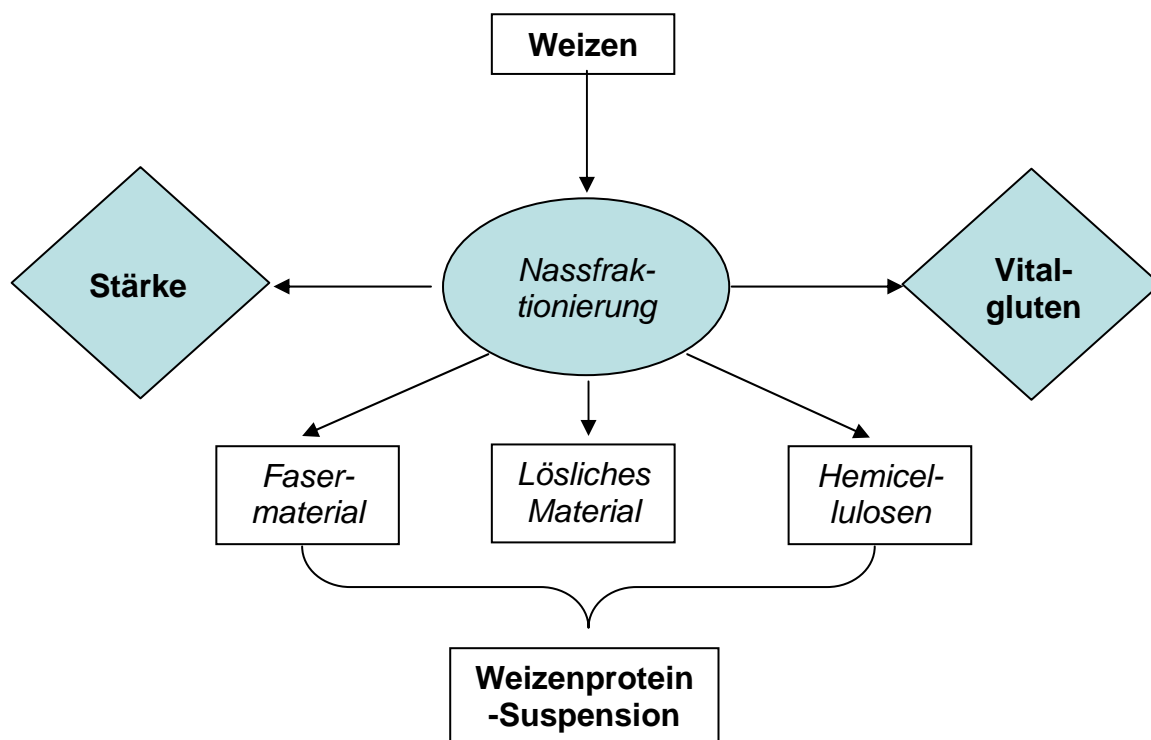 Weizen
Stärke
Nassfrak-
tionierung
Vital-
gluten
Faser-
material
Lösliches
Material
Hemicel-
lulosen
Weizenprotein
-Suspension